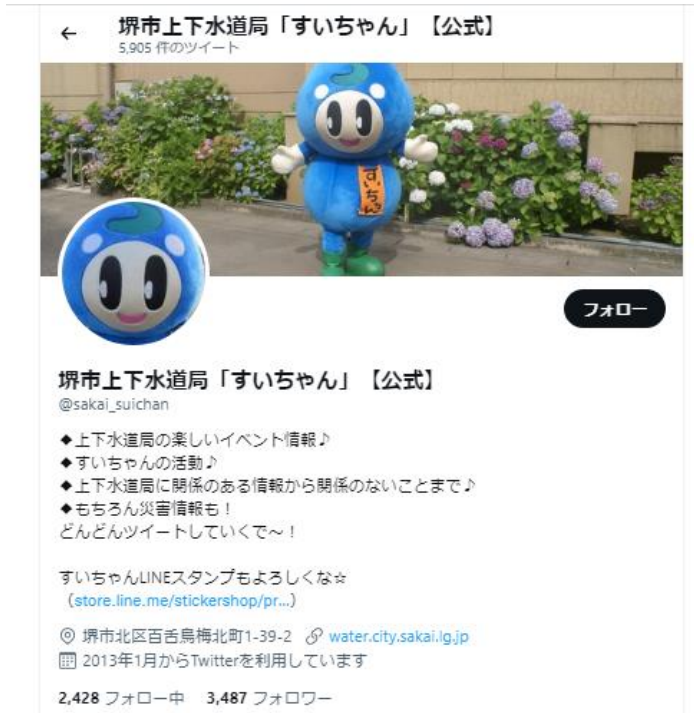 堺市上下水道局「すいちゃん」【公式】
5,905 件のツイート
すいちゃん
フォロー
堺市上下水道局「すいちゃん」【公式】
@sakai_suichan
◆上下水道局の楽しいイベント情報♪
◆すいちゃんの活動♪
◆上下水道局に関係のある情報から関係のないことまで♪
◆もちろん災害情報も！
どんどんツイートしていくで～！
すいちゃんLINEスタンプもよろしくな☆
（store.line.me/stickershop/pr...）
堺市北区百舌鳥梅北町1-39-2 water.city.sakai.lg.jp
2013年1月からTwitterを利用しています
2,428 フォロー中 3,487 フォロワー